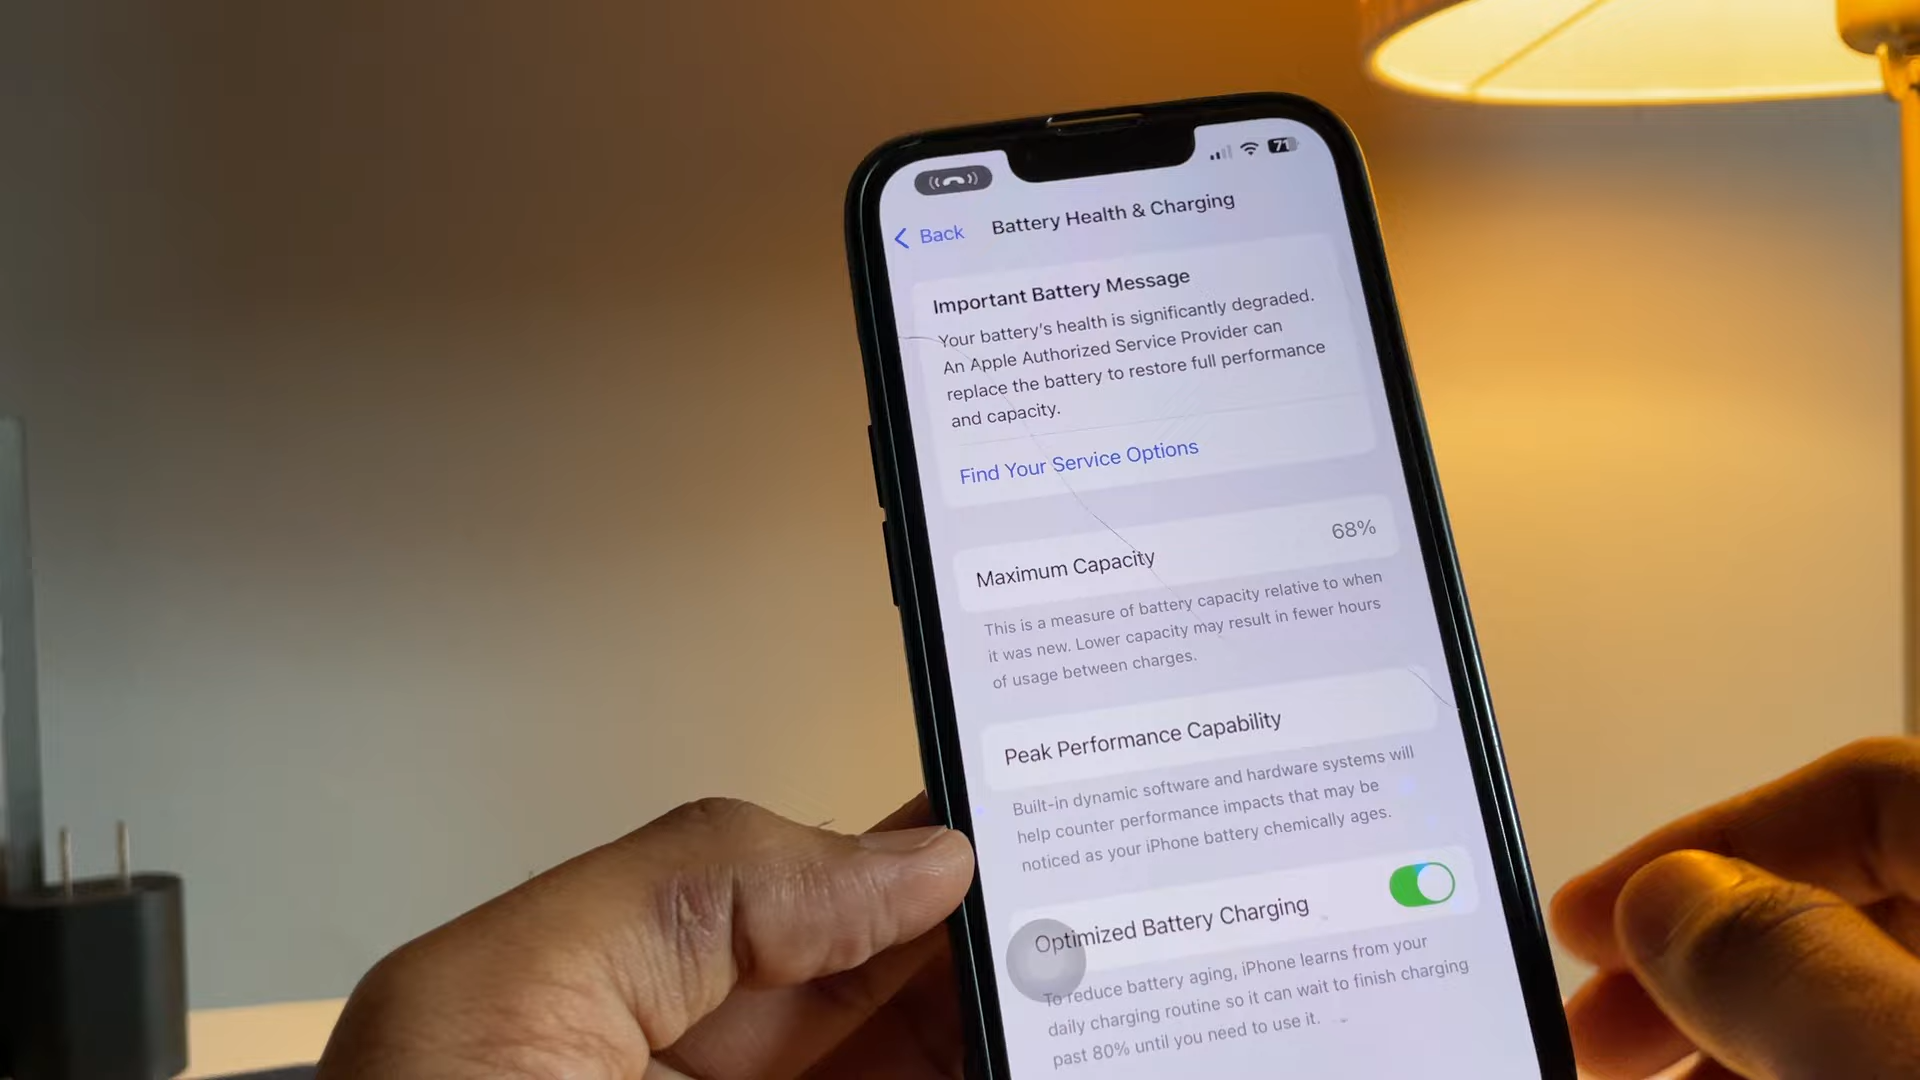 71
Back
Battery Health & Charging
Important Battery Message
Your battery's health is significantly degraded.
An Apple Authorized Service Provider can
replace the battery to restore full performance
and capacity.
Find Your Service Options
Maximum Capacity 68%
This is a measure of battery capacity relative to when
it was new. Lower capacity may result in fewer hours
of usage between charges.
Peak Performance Capability
Built-in dynamic software and hardware systems will
help counter performance impacts that may be
noticed as your iPhone battery chemically ages.
Optimized Battery Charging
To reduce battery aging, iPhone learns from your
daily charging routine so it can wait to finish charging
past 80% until you need to use it.